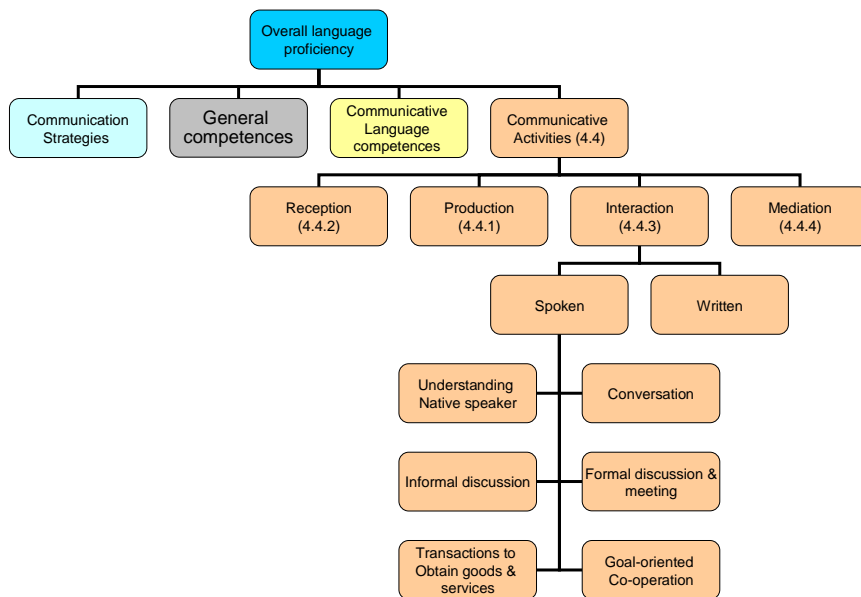 Overall language
proficiency
Communication
Strategies
General
competences
Communicative
Language
competences
Communicative
Activities (4.4)
Reception
(4.4.2)
Production
(4.4.1)
Interaction
(4.4.3)
Mediation
(4.4.4)
Spoken
Written
Understanding
Native speaker
Conversation
Informal discussion
Formal discussion &
meeting
Transactions to
Obtain goods &
services
Goal-oriented
Co-operation